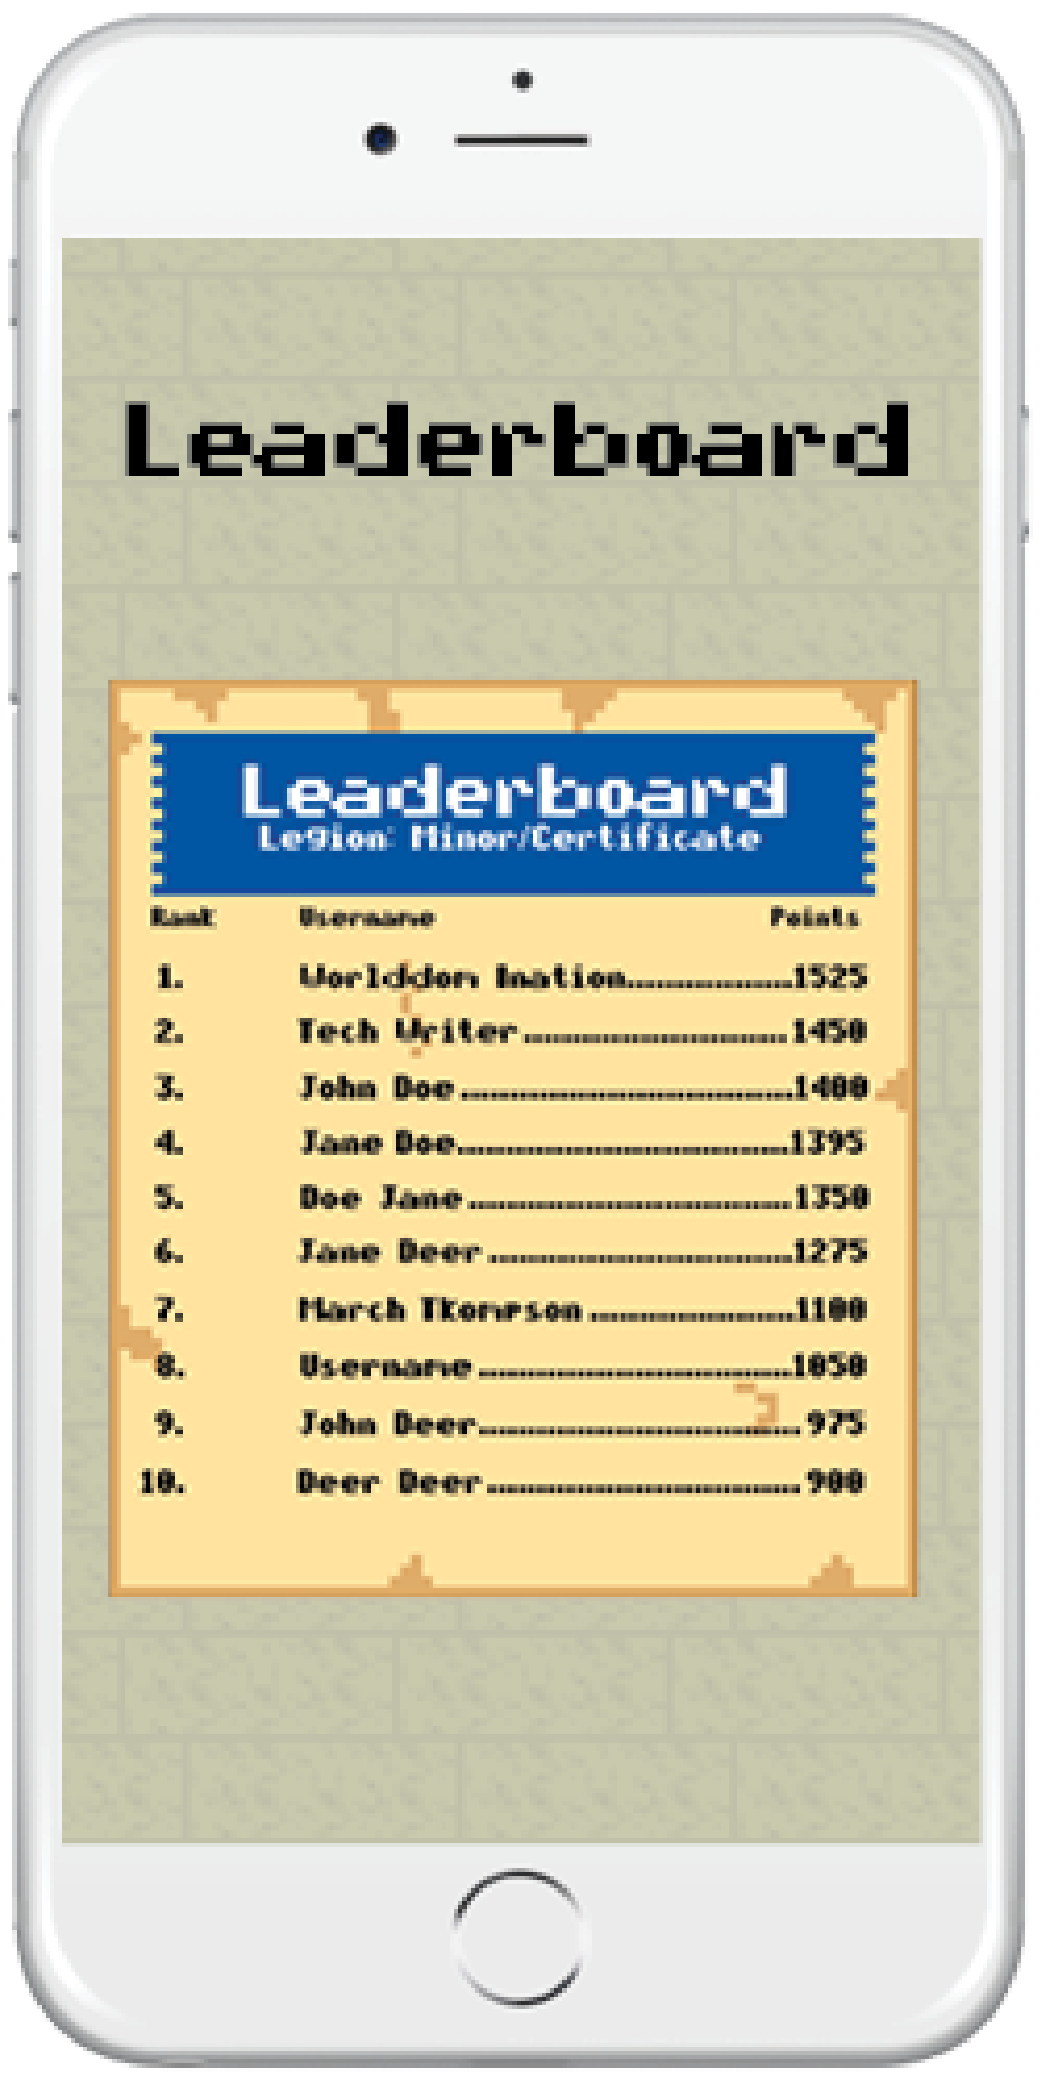 Leaderboard
Leaderboard
Legion: Minor/Certificate
Rank Username Points
1. Worlddom Ination 1525
2. Tech Writer 1450
3. John Doe 1400
4. Jane Doe 1395
5. Doe Jane 1350
6. Jane Deer 1275
7. March Tkompson 1100
8. Username 1050
9. John Deer 975
10. Deer Deer 900